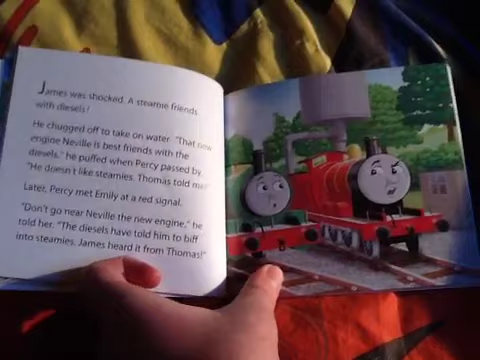 James was shocked. A steamie friends
with diesels!
He chugged off to take on water. "That new
engine Neville is best friends with the
diesels," he puffed when Percy passed by.
"He doesn't like steamies. Thomas told me!"
Later, Percy met Emily at a red signal.
"Don't go near Neville the new engine," he
told her. "The diesels have told him to biff
into steamies. James heard it from Thomas!"